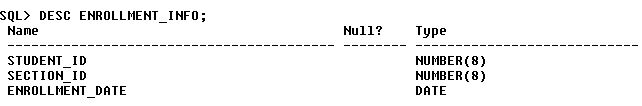 SQL> DESC ENROLLMENT_INFO;
Name Null? Type
----------------------------------------- -------- ----------------------------
STUDENT_ID NUMBER(8)
SECTION_ID NUMBER(8)
ENROLLMENT_DATE DATE